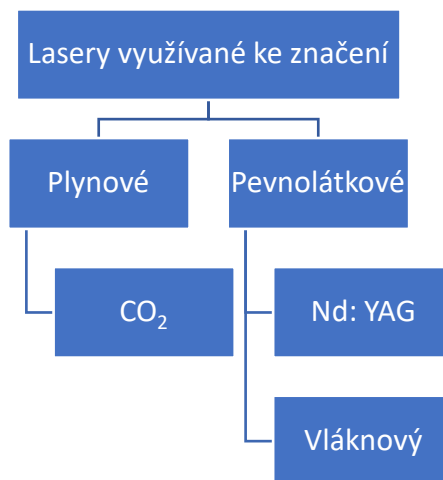 Lasery využívané ke značení
Plynové
Pevnolátkové
CO₂
Nd: YAG
Vláknový